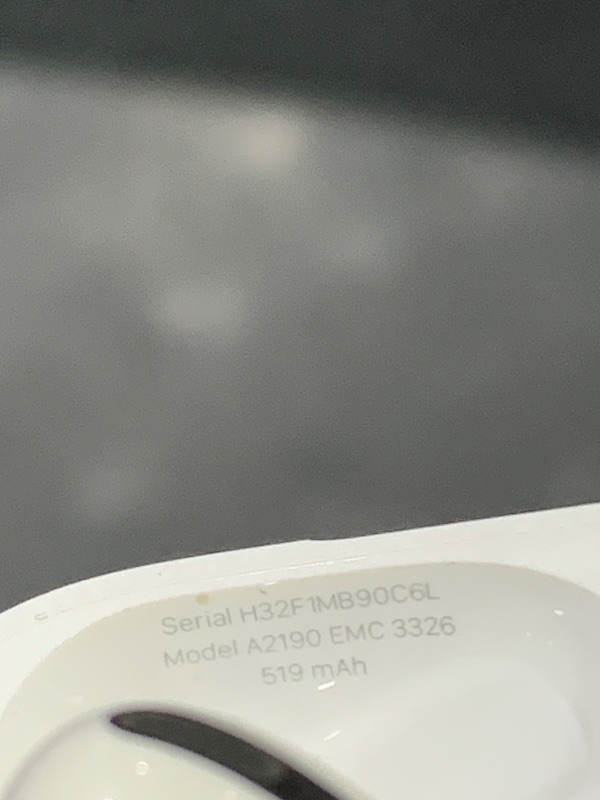 Serial H32F1MB90C6L
Model A2190 EMC 3326
519 mAh